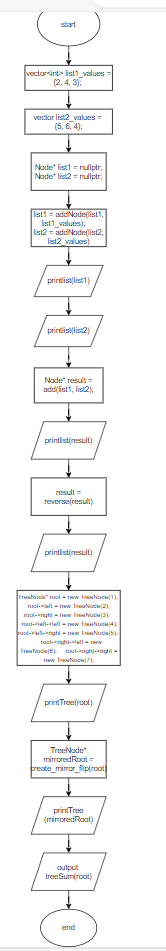 start
vector<int> list1_values =
{2, 4, 3};
vector list2_values =
{5, 6, 4};
Node* list1 = nullptr;
Node* list2 = nullptr;
list1 = addNode(list1,
list1_values);
list2 = addNode(list2,
list2_values)
printlist(list1)
printlist(list2)
Node* result =
add(list1, list2);
printlist(result)
result =
reverse(result)
printlist(result)
TreeNode* root = new TreeNode(1);
root->left = new TreeNode(2);
root->right = new TreeNode(3);
root->left->left = new TreeNode(4);
root->left->right = new TreeNode(5);
root->right->left = new
TreeNode(6); root->right->right =
new TreeNode(7);
printTree(root)
TreeNode*
mirroredRoot =
create_mirror_flip(root)
printTree
(mirroredRoot)
output
treeSum(root)
end